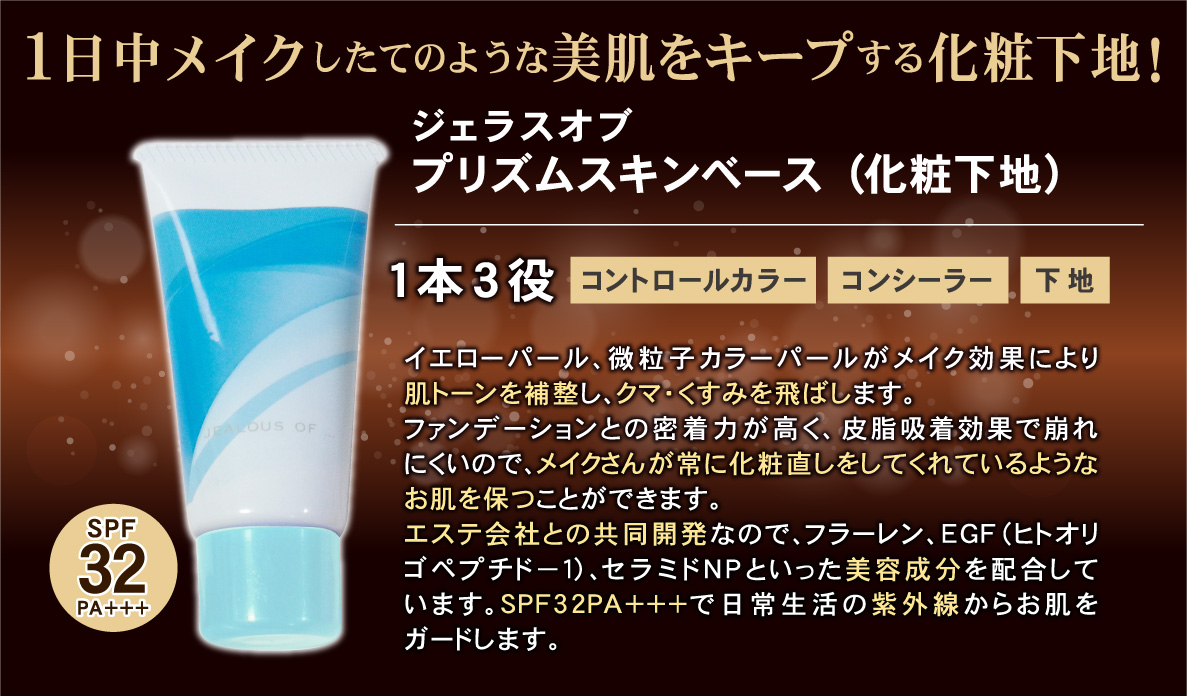 1日中メイクしたてのような美肌をキープする化粧下地！
ジェラスオブ
プリズムスキンベース（化粧下地）
1本3役 コントロールカラー コンシーラー 下地
イエローパール、微粒子カラーパールがメイク効果により
肌トーンを補整し、クマ・くすみを飛ばします。
ファンデーションとの密着力が高く、皮脂吸着効果で崩れ
にくいので、メイクさんが常に化粧直しをしてくれているような
お肌を保つことができます。
エステ会社との共同開発なので、フラーレン、EGF（ヒトオリ
ゴペプチド－1）、セラミドNPといった美容成分を配合して
います。SPF32PA+++で日常生活の紫外線からお肌を
ガードします。
JEALOUS OF
SPF
32
PA+++